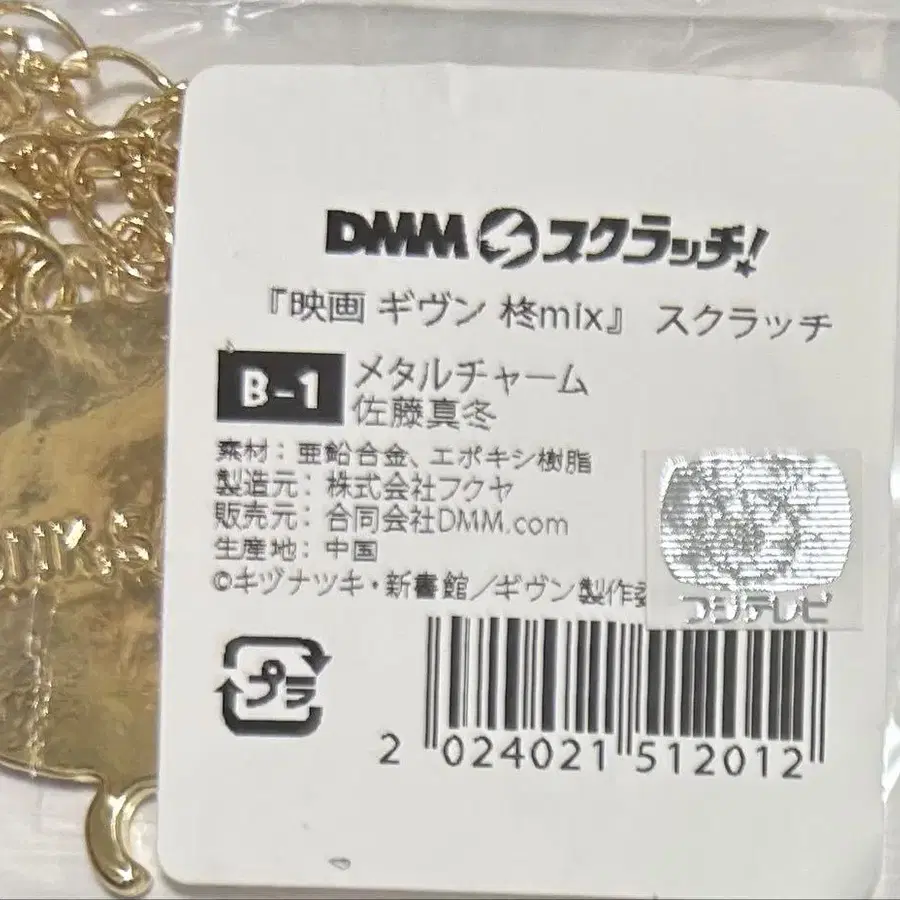 DMM スクラッチ!
『映画 ギヴン 柊mix』 スクラッチ
B-1 メタルチャーム
佐藤真冬
素材：亜鉛合金、エポキシ樹脂
製造元：株式会社フクヤ
販売元：合同会社DMM.com
生産地：中国
©キヅナツキ・新書館／ギヴン製作委
フジテレビ
プラ
2 024021 512012